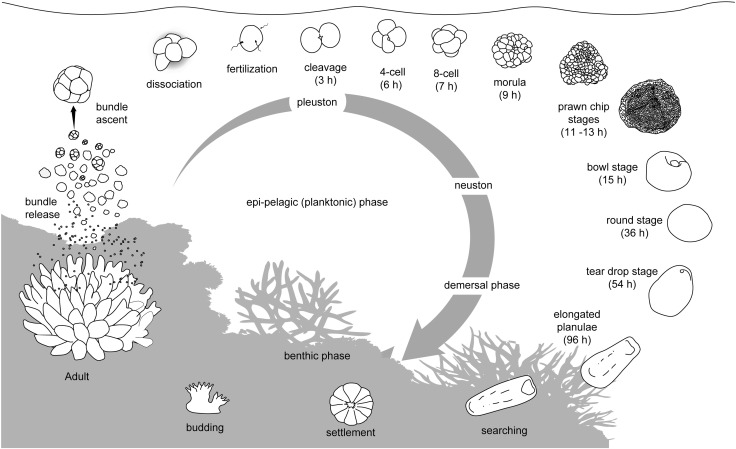 dissociation
fertilization
cleavage
(3 h)
4-cell
(6 h)
8-cell
(7 h)
morula
(9 h)
prawn chip
stages
(11 -13 h)
bundle
ascent
pleuston
bowl stage
(15 h)
neuston
bundle
release
epi-pelagic (planktonic) phase
round stage
(36 h)
tear drop stage
(54 h)
demersal phase
elongated
planulae
(96 h)
benthic phase
Adult
budding
settlement
searching